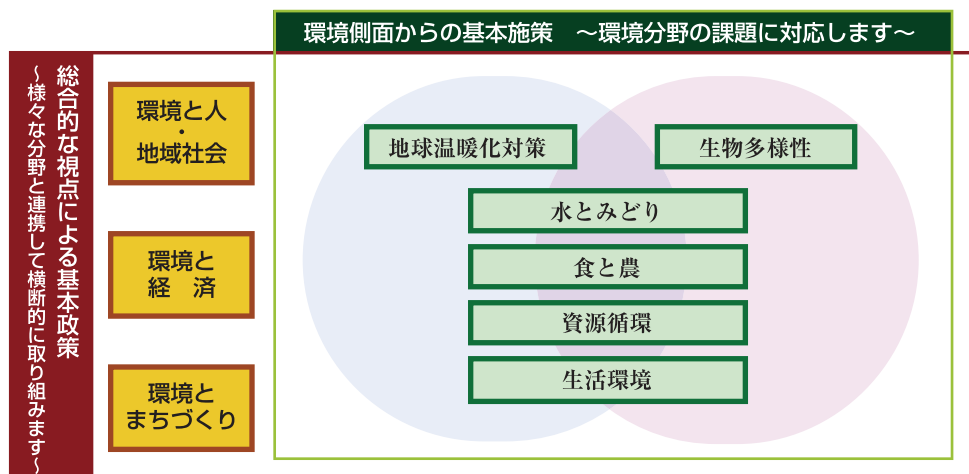 環境側面からの基本施策　～環境分野の課題に対応します～
総合的な視点による基本政策
～様々な分野と連携して横断的に取り組みます～
環境と人
・
地域社会
環境と
経　済
環境と
まちづくり
地球温暖化対策
生物多様性
水とみどり
食と農
資源循環
生活環境